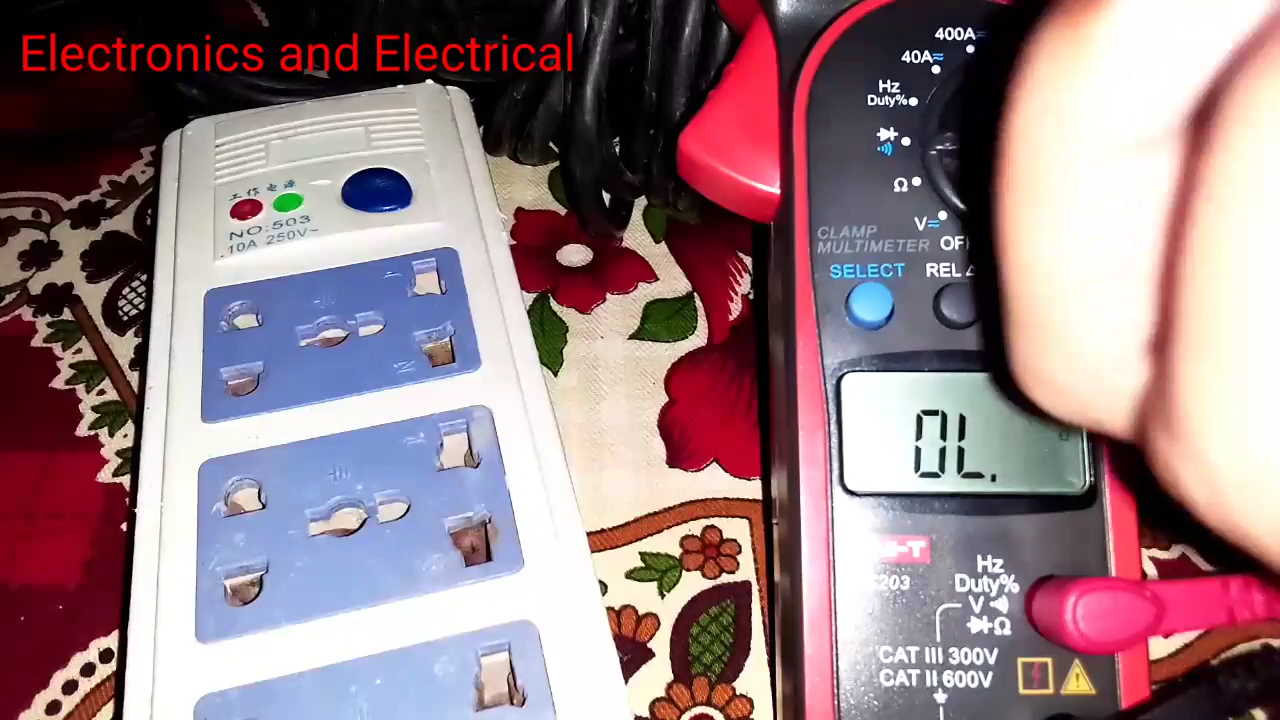 Electronics and Electrical
工作 电源
NO:503
10A 250V~
400A
40A
Hz
Duty%
Ω
V
CLAMP
MULTIMETER
SELECT
REL Δ
0L.
203
Hz
Duty%
V
Ω
CAT III 300V
CAT II 600V